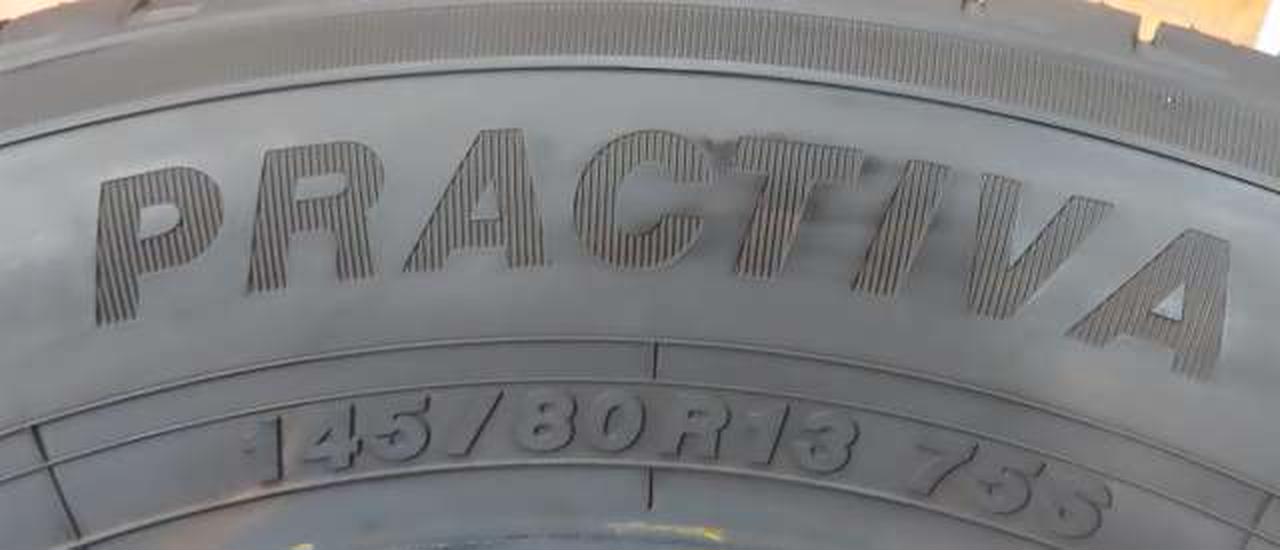 PRACTIVA
145/80R13 75S